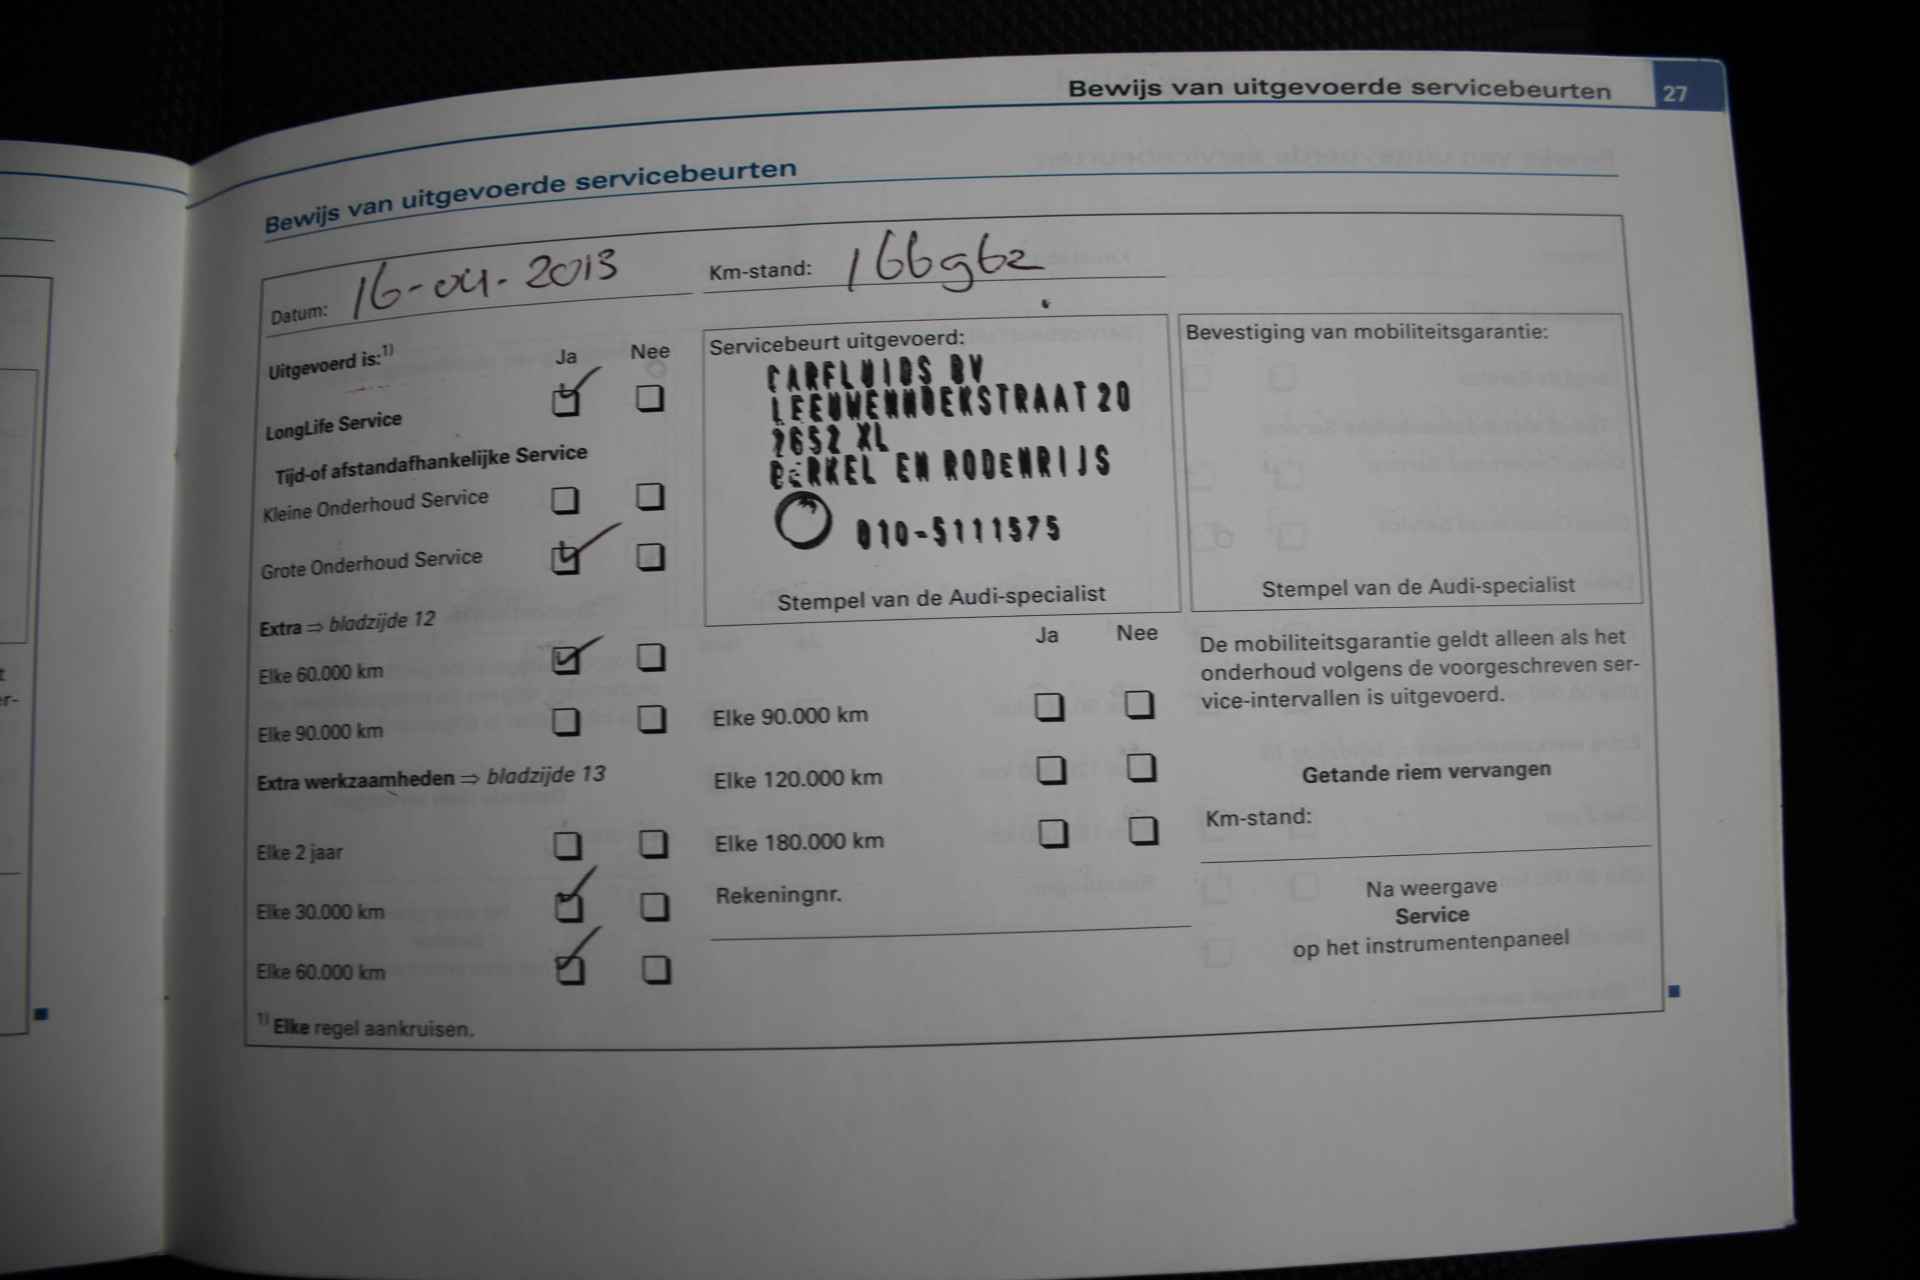 Bewijs van uitgevoerde servicebeurten 27
Bewijs van uitgevoerde servicebeurten
Datum: 16-04-2013 Km-stand: 166962
Uitgevoerd is:1) Ja Nee
LongLife Service
Tijd-of afstandafhankelijke Service
Kleine Onderhoud Service
Grote Onderhoud Service
Extra ⇒ bladzijde 12
Elke 60.000 km
Elke 90.000 km
Extra werkzaamheden ⇒ bladzijde 13
Elke 2 jaar
Elke 30.000 km
Elke 60.000 km
1) Elke regel aankruisen.
Servicebeurt uitgevoerd:
CARFLUIDS BV
LEEUWENHOEKSTRAAT 20
2652 XL
BERKEL EN RODENRIJS
010-5111575
Stempel van de Audi-specialist
Ja Nee
Elke 90.000 km
Elke 120.000 km
Elke 180.000 km
Rekeningnr.
Bevestiging van mobiliteitsgarantie:
Stempel van de Audi-specialist
De mobiliteitsgarantie geldt alleen als het
onderhoud volgens de voorgeschreven ser-
vice-intervallen is uitgevoerd.
Getande riem vervangen
Km-stand:
Na weergave
Service
op het instrumentenpaneel